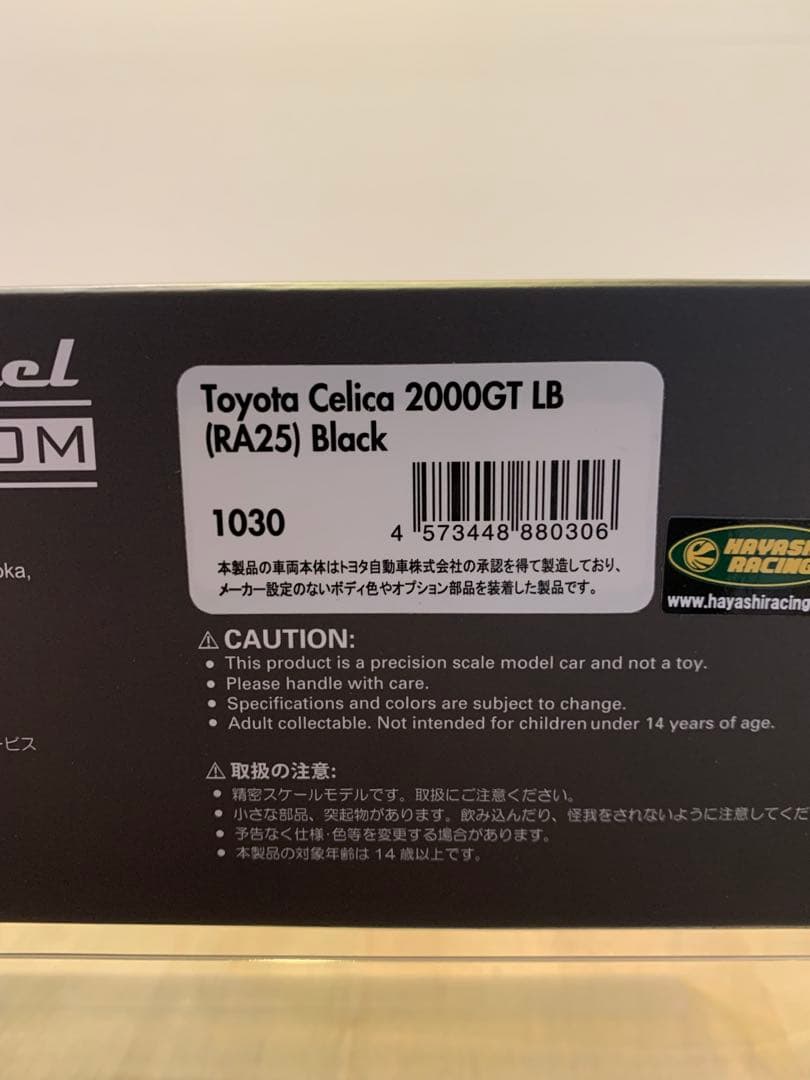 Toyota Celica 2000GT LB
(RA25) Black
1030
4 573448 880306
本製品の車両本体はトヨタ自動車株式会社の承認を得て製造しており、
メーカー設定のないボディ色やオプション部品を装着した製品です。
HAYASHI
RACING
www.hayashiracing
oka,
CAUTION:
● This product is a precision scale model car and not a toy.
● Please handle with care.
● Specifications and colors are subject to change.
● Adult collectable. Not intended for children under 14 years of age.
ービス
取扱の注意:
● 精密スケールモデルです。取扱にご注意ください。
● 小さな部品、突起物があります。飲み込んだり、怪我をされないように注意してくだ
● 予告なく仕様・色等を変更する場合があります。
● 本製品の対象年齢は14歳以上です。